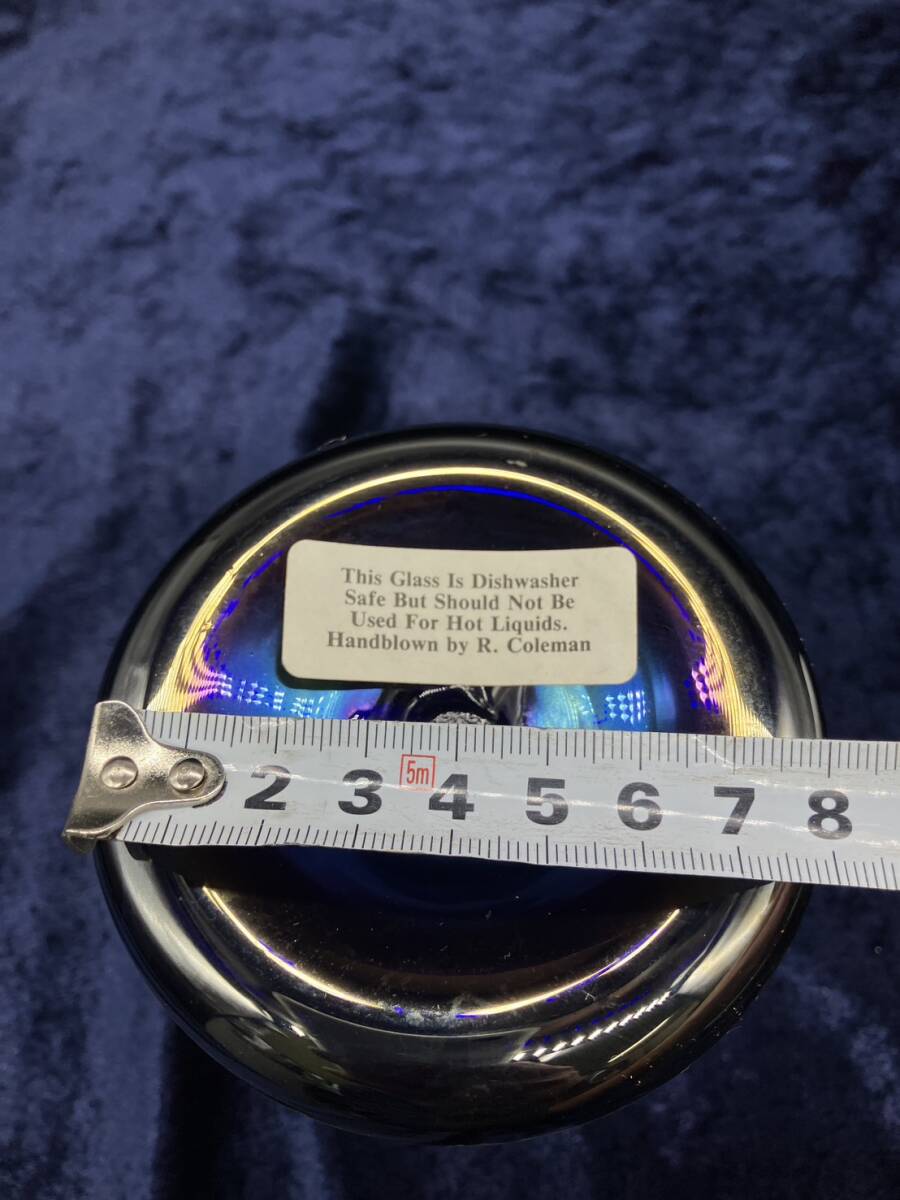 This Glass Is Dishwasher
Safe But Should Not Be
Used For Hot Liquids.
Handblown by R. Coleman
2 3 5m 4 5 6 7 8